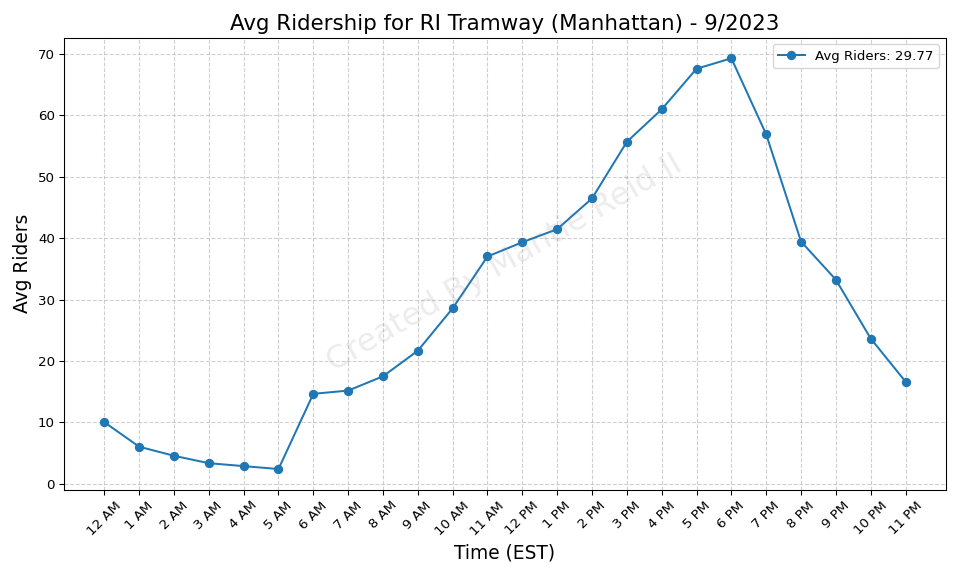 Avg Ridership for RI Tramway (Manhattan) - 9/2023
Avg Riders: 29.77
70
60
50
40
30
20
10
0
Avg Riders
12 AM
1 AM
2 AM
3 AM
4 AM
5 AM
6 AM
7 AM
8 AM
9 AM
10 AM
11 AM
12 PM
1 PM
2 PM
3 PM
4 PM
5 PM
6 PM
7 PM
8 PM
9 PM
10 PM
11 PM
Time (EST)
Created By Reid II